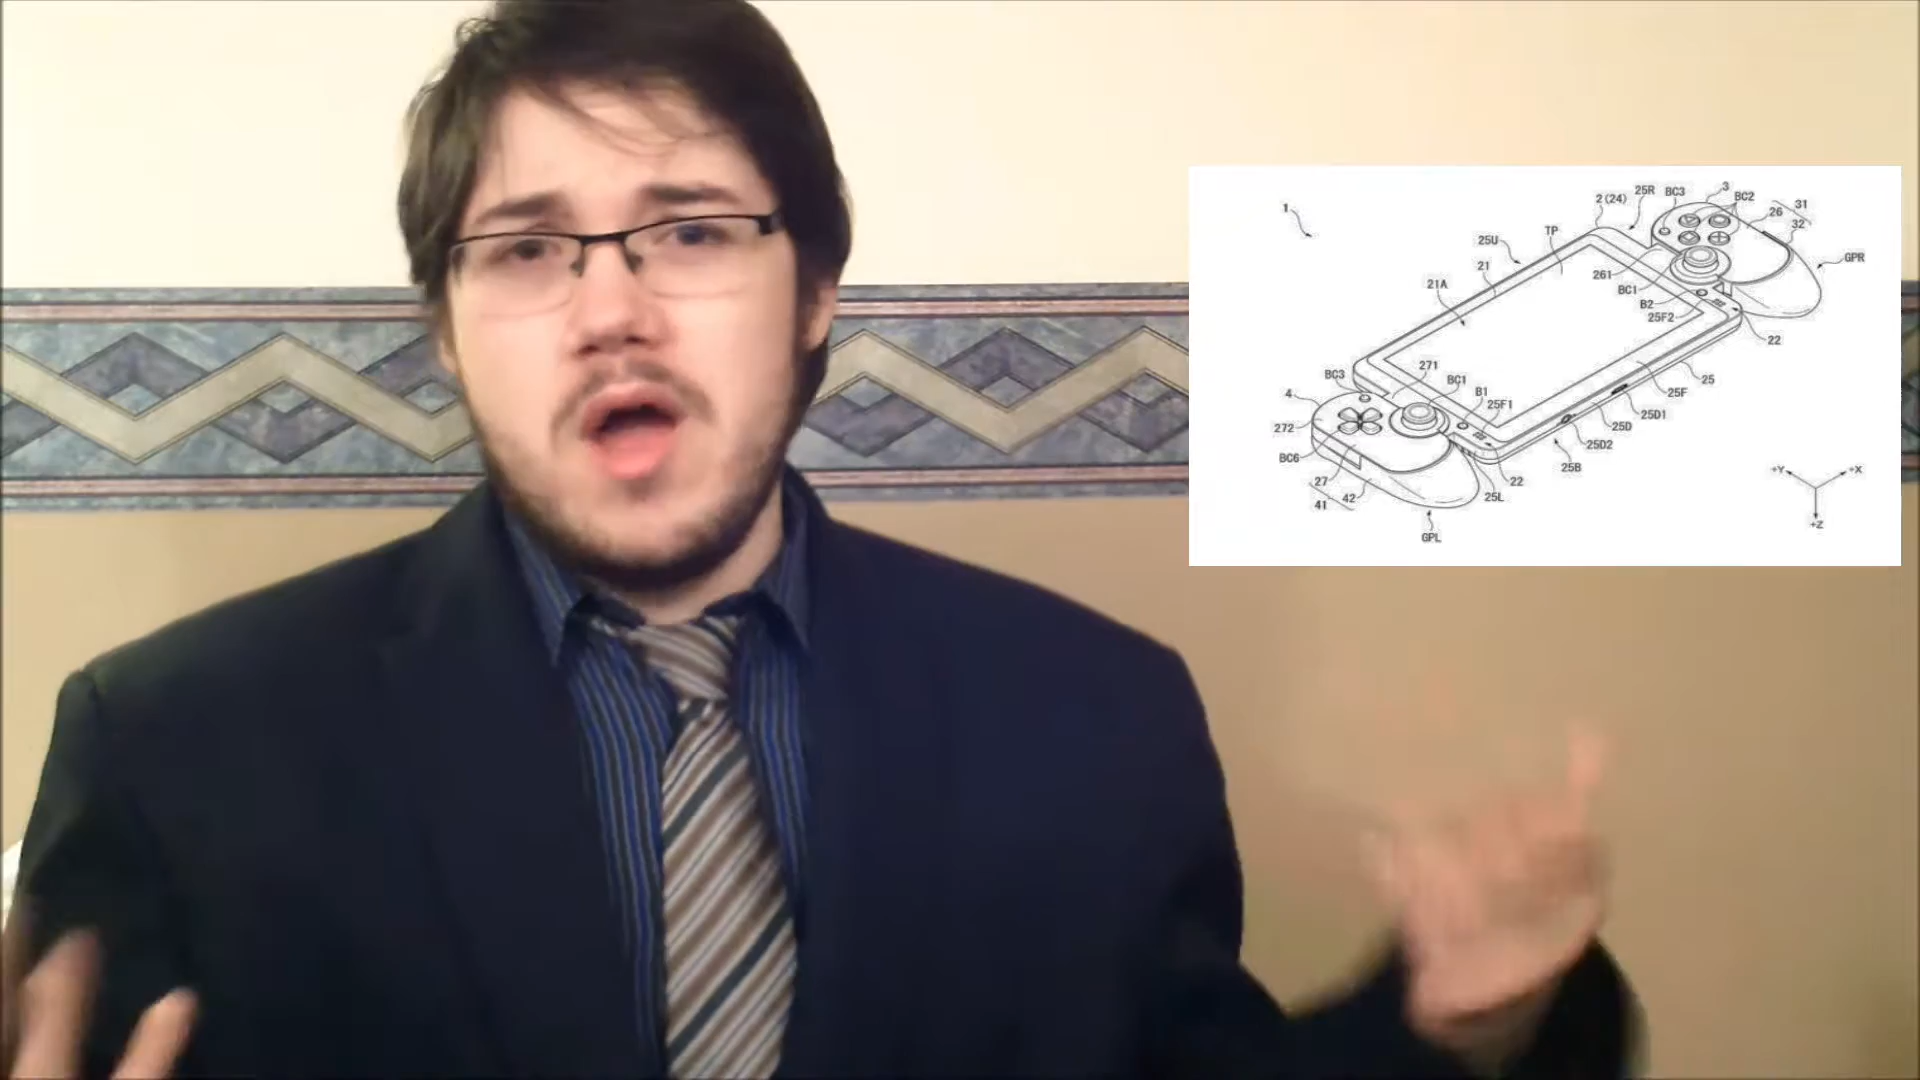 1
2(24)
25R
BC3
3
BC2
31
26
32
TP
25U
GPR
21
261
21A
BC1
B2
25F2
22
271
BC3
BC1
25
4
B1
25F
25F1
25D1
272
25D
25D2
BC6
25B
27
22
42
25L
41
GPL
+Y
+X
+Z